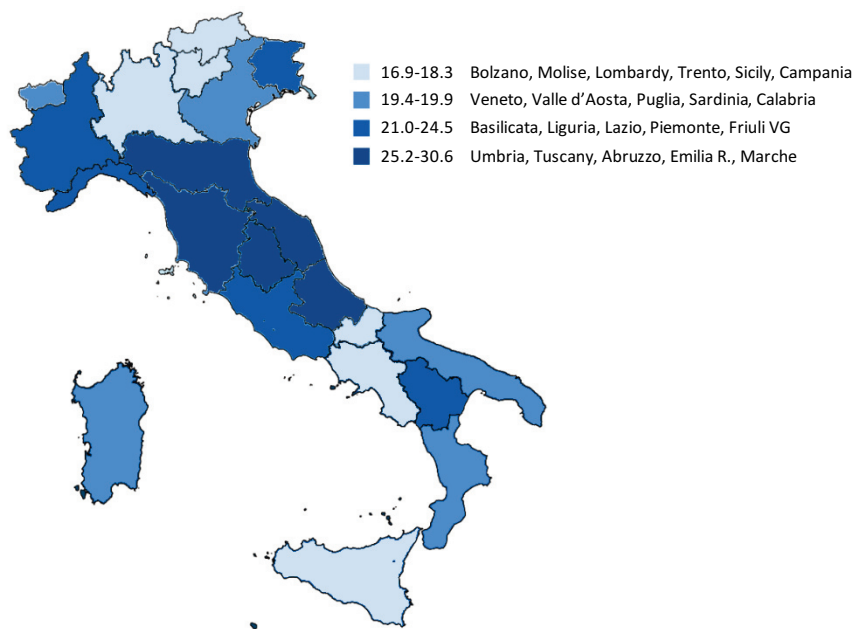 16.9-18.3 Bolzano, Molise, Lombardy, Trento, Sicily, Campania
19.4-19.9 Veneto, Valle d’Aosta, Puglia, Sardinia, Calabria
21.0-24.5 Basilicata, Liguria, Lazio, Piemonte, Friuli VG
25.2-30.6 Umbria, Tuscany, Abruzzo, Emilia R., Marche